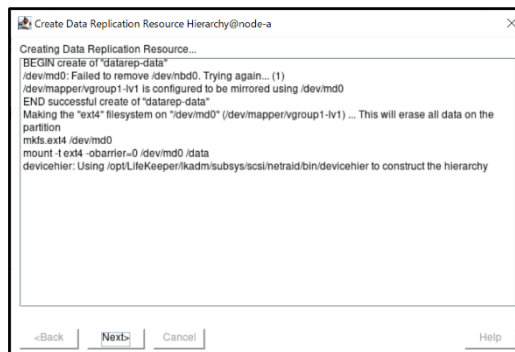 Create Data Replication Resource Hierarchy@node-a
Creating Data Replication Resource...
BEGIN create of "datarep-data"
/dev/md0: Failed to remove /dev/nbd0. Trying again... (1)
/dev/mapper/vgroup1-lv1 is configured to be mirrored using /dev/md0
END successful create of "datarep-data"
Making the "ext4" filesystem on "/dev/md0" (/dev/mapper/vgroup1-lv1) ... This will erase all data on the
partition
mkfs.ext4 /dev/md0
mount -t ext4 -obarrier=0 /dev/md0 /data
devicehier: Using /opt/LifeKeeper/lkadm/subsys/scsi/netraid/bin/devicehier to construct the hierarchy
<Back Next> Cancel Help